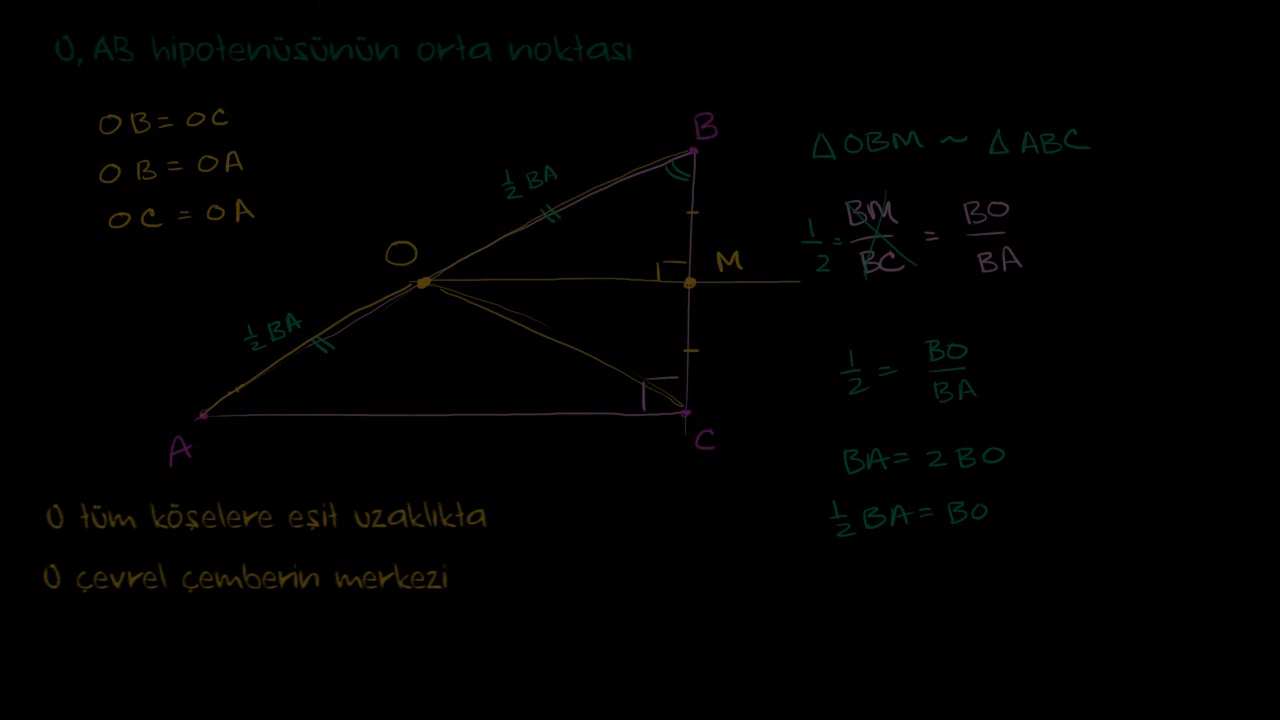 O, AB hipotenüsünün orta noktası
OB = OC
OB = OA
OC = OA
B
1/2 BA
O
M
1/2 BA
A
C
△OBM ~ △ABC
1/2 = BM/BC = BO/BA
1/2 = BO/BA
BA = 2BO
1/2 BA = BO
O tüm köşelere eşit uzaklıkta
O çevrel çemberin merkezi